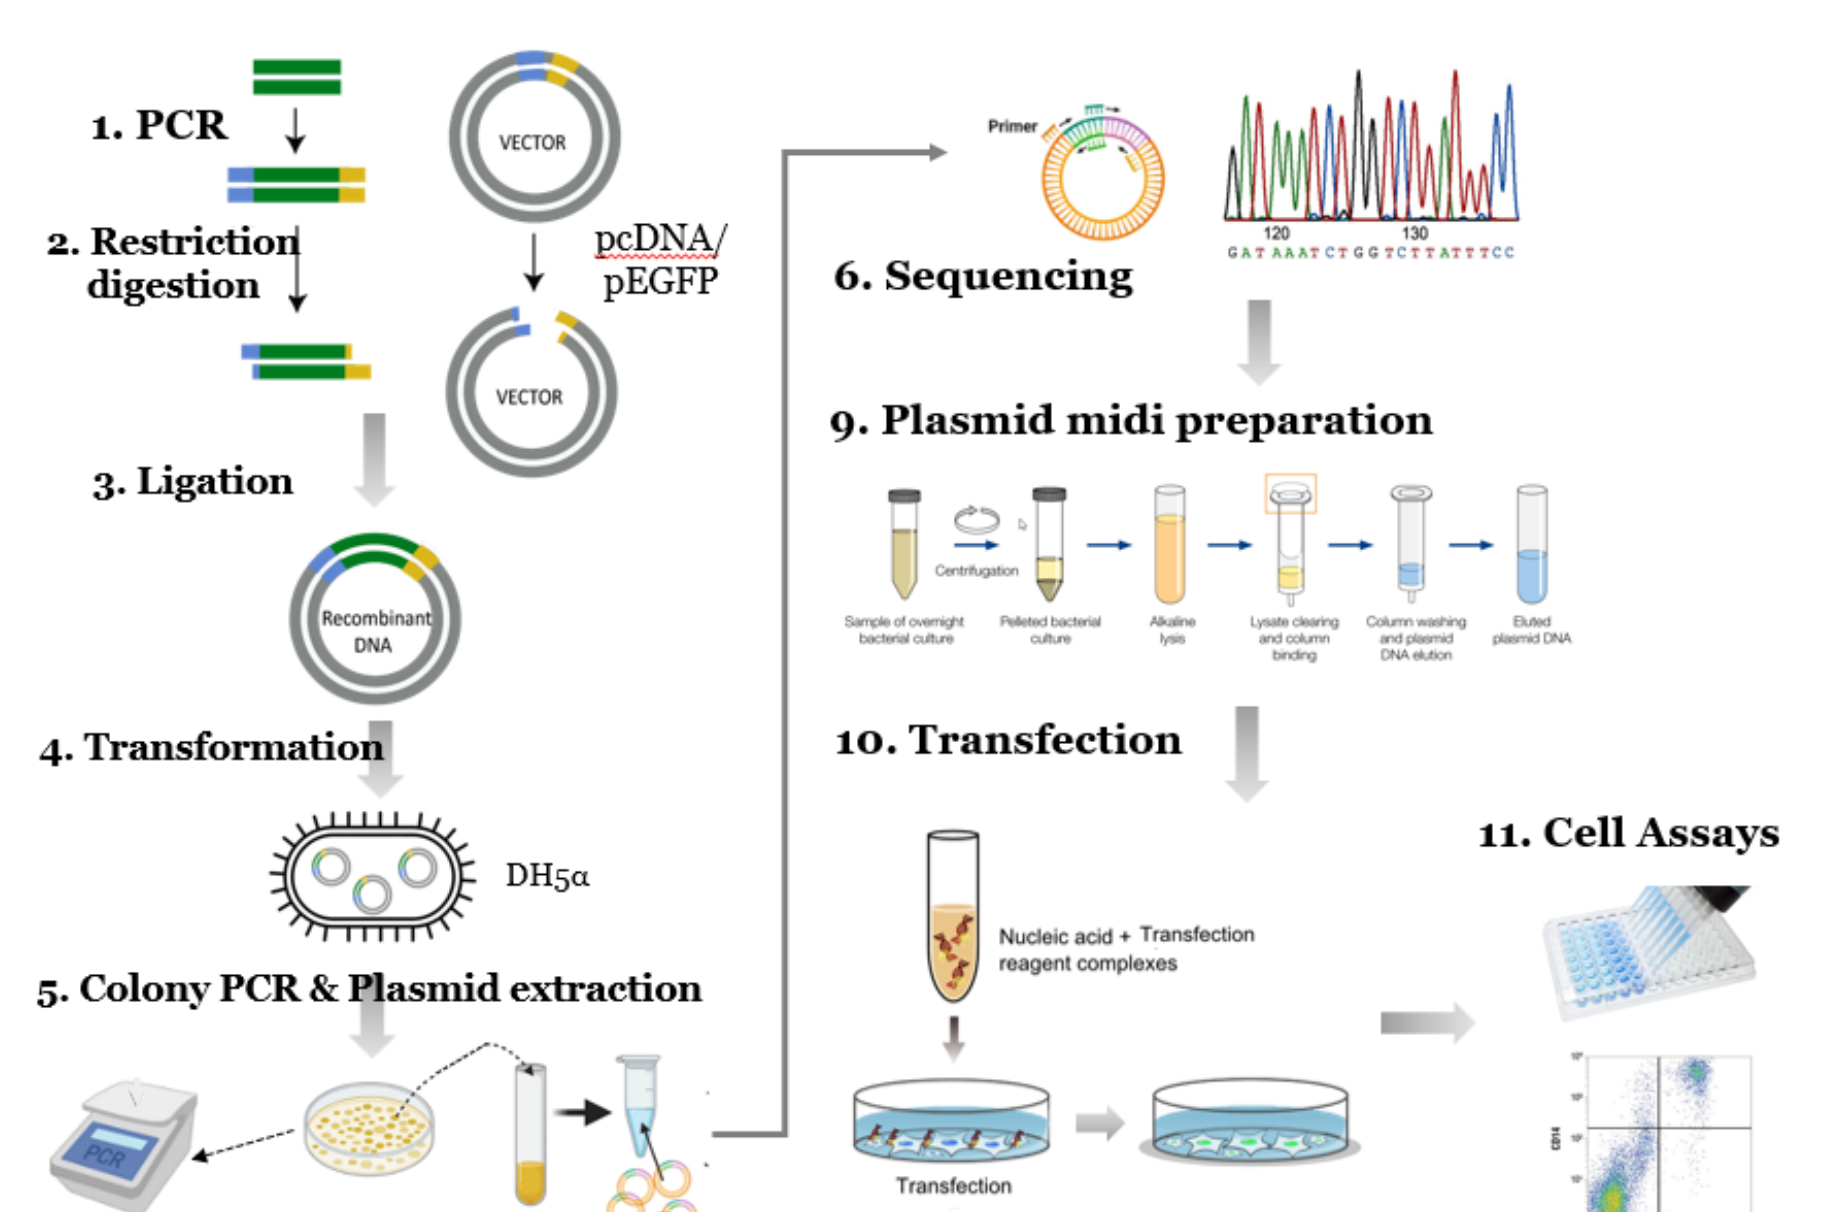 1. PCR
VECTOR
2. Restriction
digestion
pcDNA/
pEGFP
VECTOR
3. Ligation
Recombinant
DNA
4. Transformation
DH5α
5. Colony PCR & Plasmid extraction
PCR
Primer
120 130
G A T A A A T C T G G T C T T A T T T C C
6. Sequencing
9. Plasmid midi preparation
Centrifugation
Sample of overnight
bacterial culture
Pelleted bacterial
culture
Alkaline
lysis
Lysate clearing
and column
binding
Column washing
and plasmid
DNA elution
Eluted
plasmid DNA
10. Transfection
Nucleic acid + Transfection
reagent complexes
Transfection
11. Cell Assays
CD14